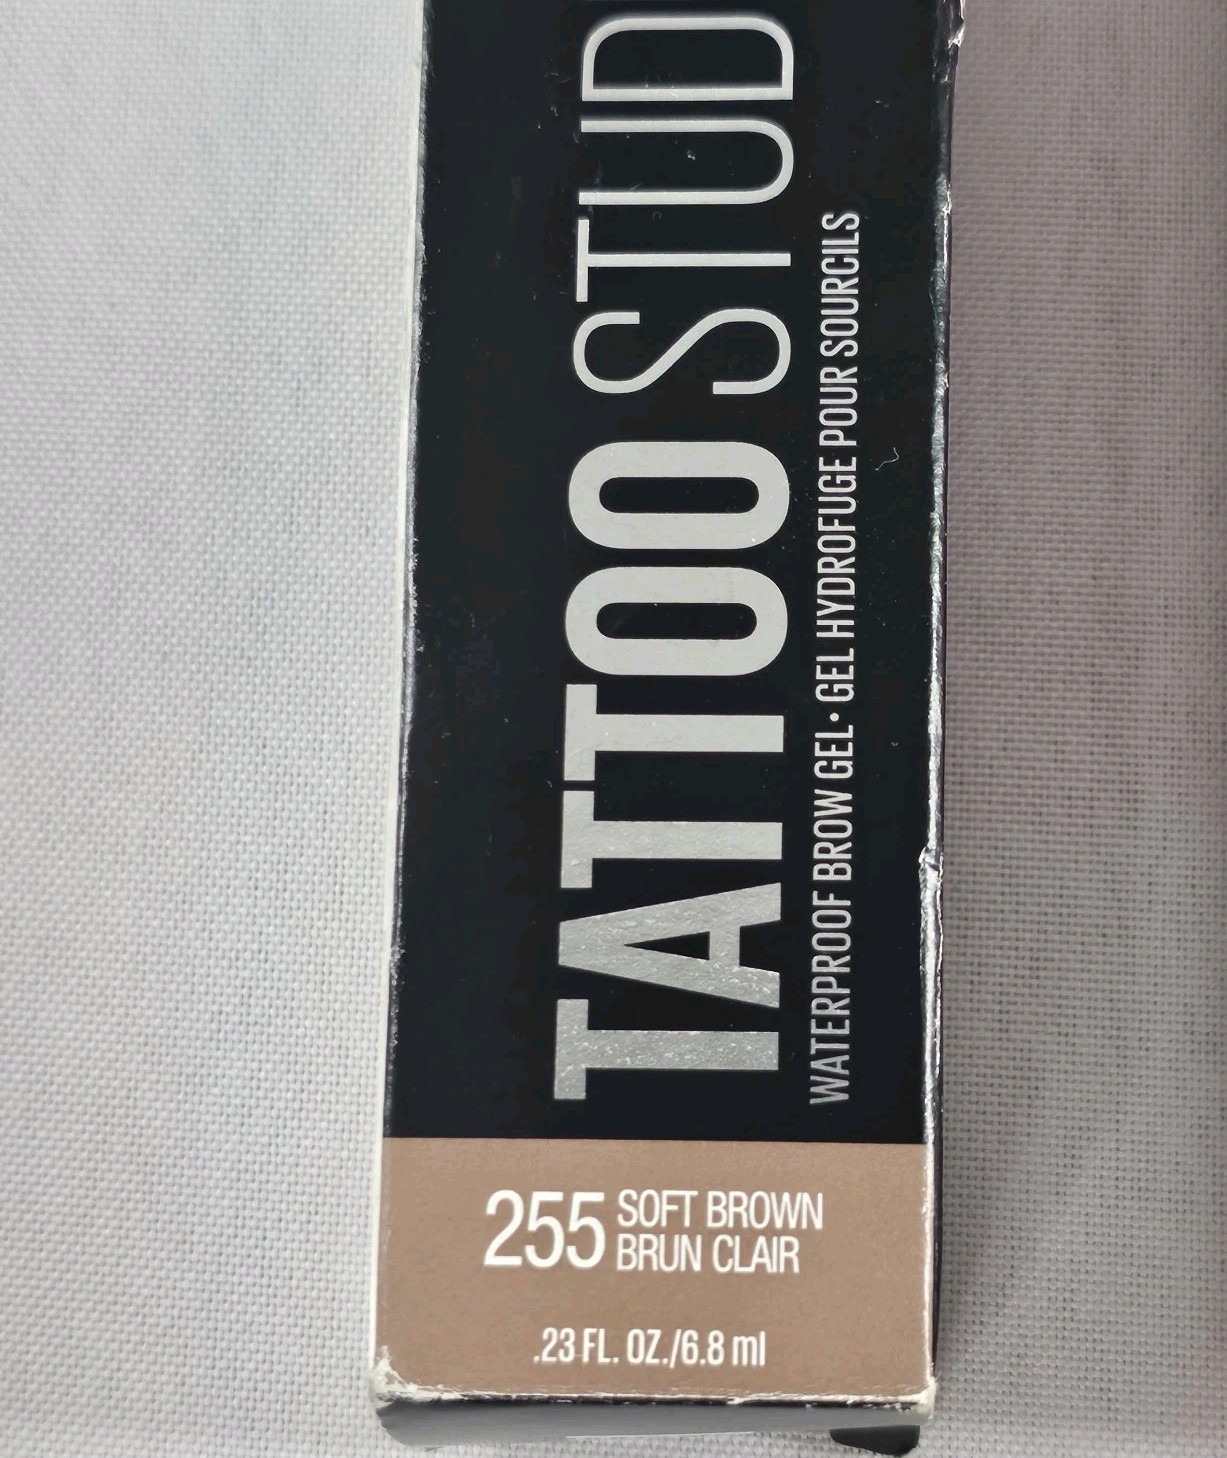 TATTOO STUD
WATERPROOF BROW GEL • GEL HYDROFUGE POUR SOURCILS
255 SOFT BROWN
BRUN CLAIR
.23 FL. OZ./6.8 ml